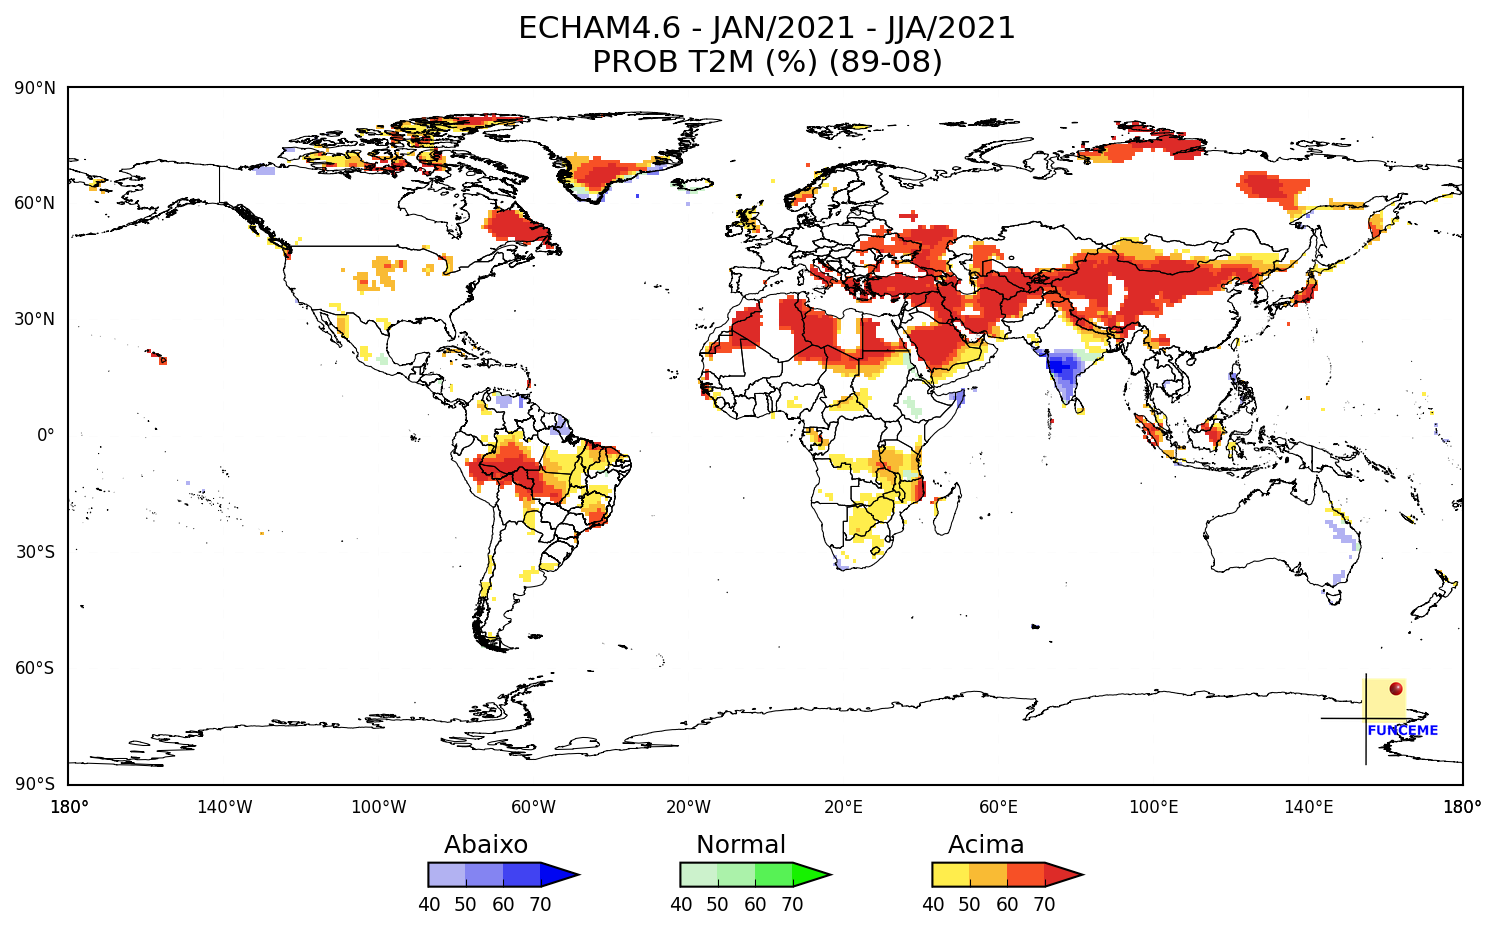 ECHAM4.6 - JAN/2021 - JJA/2021
PROB T2M (%) (89-08)
90°N
60°N
30°N
0°
30°S
60°S
90°S
FUNCEME
180° 140°W 100°W 60°W 20°W 20°E 60°E 100°E 140°E 180°
Abaixo Normal Acima
40 50 60 70 40 50 60 70 40 50 60 70